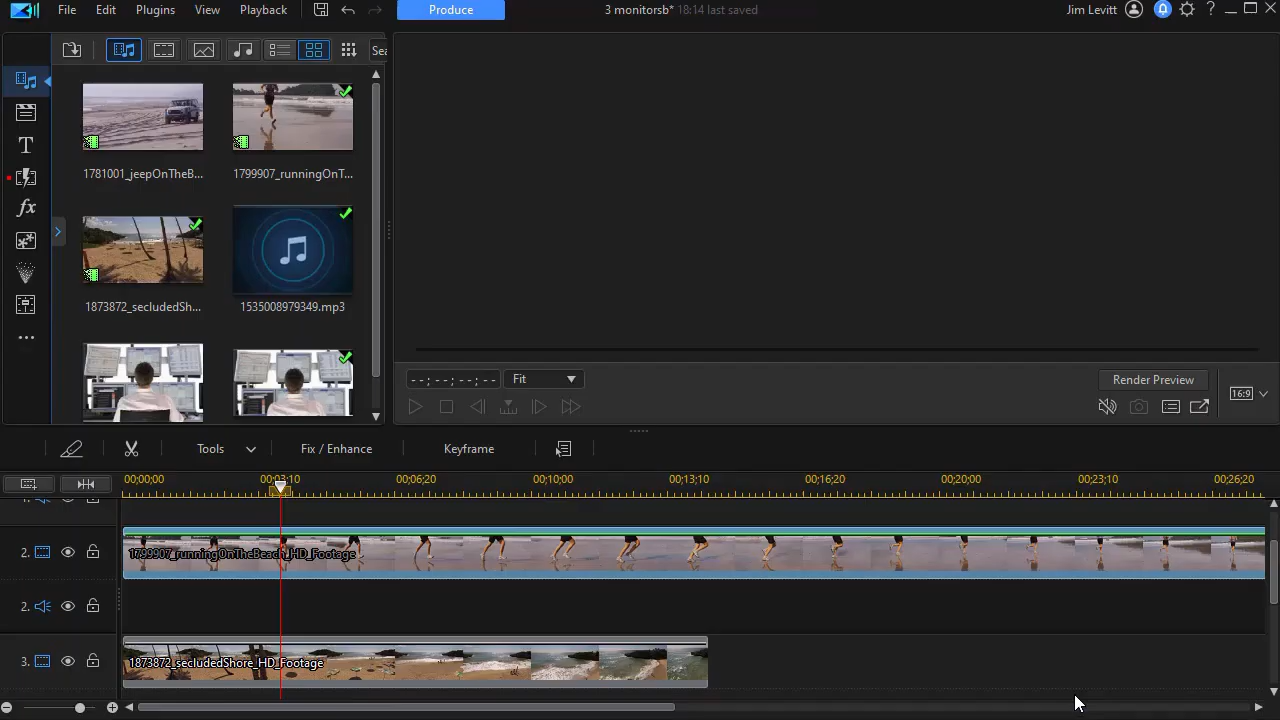 File Edit Plugins View Playback Produce 3 monitorsb* 18:14 last saved Jim Levitt ?
Sea
1781001_jeepOnTheB... 1799907_runningOnT...
T
fx
1873872_secludedSh... 1535008979349.mp3
--;--;--;-- Fit Render Preview 16:9
Tools Fix / Enhance Keyframe
00;00;00 00;03;10 00;06;20 00;10;00 00;13;10 00;16;20 00;20;00 00;23;10 00;26;20
2. 1799907_runningOnTheBeach_HD_Footage
2.
3. 1873872_secludedShore_HD_Footage